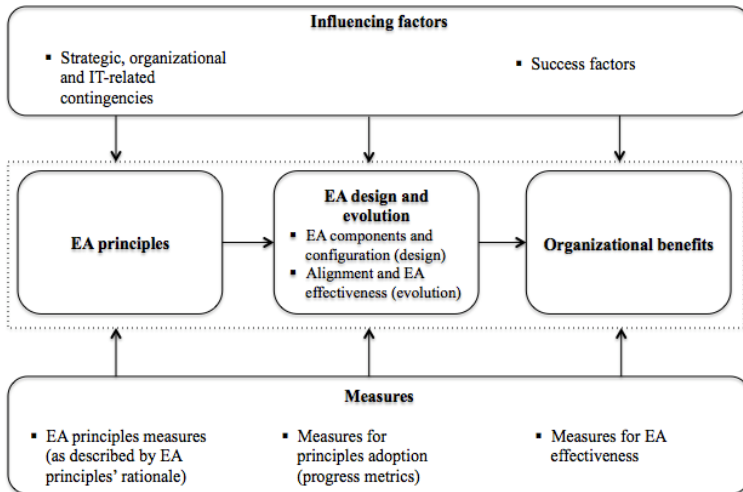 Influencing factors
▪ Strategic, organizational
and IT-related
contingencies
▪ Success factors
EA principles
EA design and
evolution
▪ EA components and
configuration (design)
▪ Alignment and EA
effectiveness (evolution)
Organizational benefits
Measures
▪ EA principles measures
(as described by EA
principles' rationale)
▪ Measures for
principles adoption
(progress metrics)
▪ Measures for EA
effectiveness